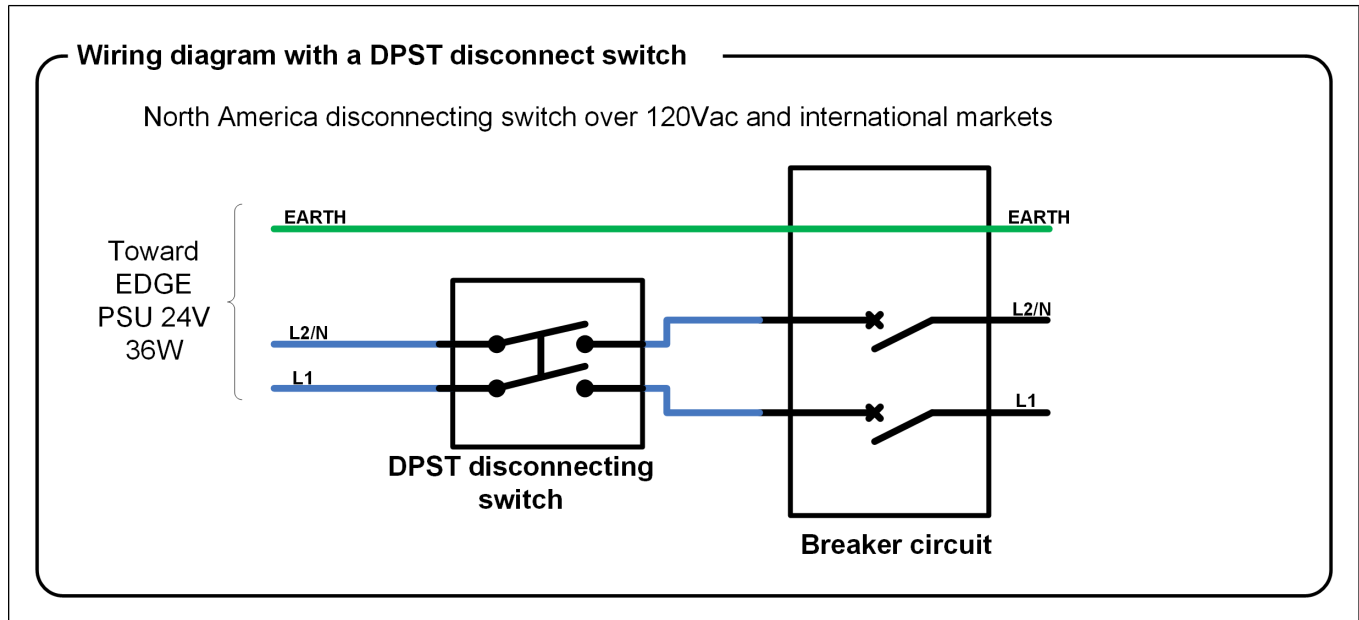 Wiring diagram with a DPST disconnect switch
North America disconnecting switch over 120Vac and international markets
EARTH
EARTH
Toward
EDGE
PSU 24V
36W
L2/N
L2/N
L1
L1
DPST disconnecting
switch
Breaker circuit